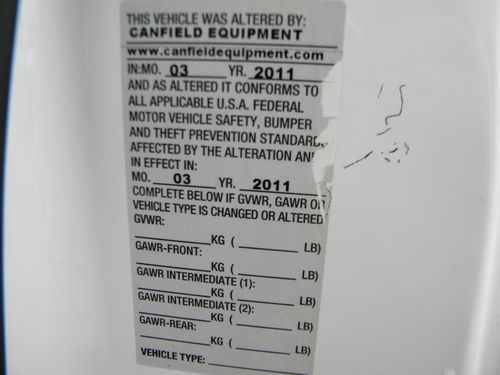 THIS VEHICLE WAS ALTERED BY:
CANFIELD EQUIPMENT
www.canfieldequipment.com
IN:MO. 03 YR. 2011
AND AS ALTERED IT CONFORMS TO
ALL APPLICABLE U.S.A. FEDERAL
MOTOR VEHICLE SAFETY, BUMPER
AND THEFT PREVENTION STANDARDS
AFFECTED BY THE ALTERATION AN
IN EFFECT IN:
MO. 03 YR. 2011
COMPLETE BELOW IF GVWR, GAWR OR
VEHICLE TYPE IS CHANGED OR ALTERED
GVWR:
KG ( LB)
GAWR-FRONT:
KG ( LB)
GAWR INTERMEDIATE (1):
KG ( LB)
GAWR INTERMEDIATE (2):
KG ( LB)
GAWR-REAR:
KG ( LB)
VEHICLE TYPE: